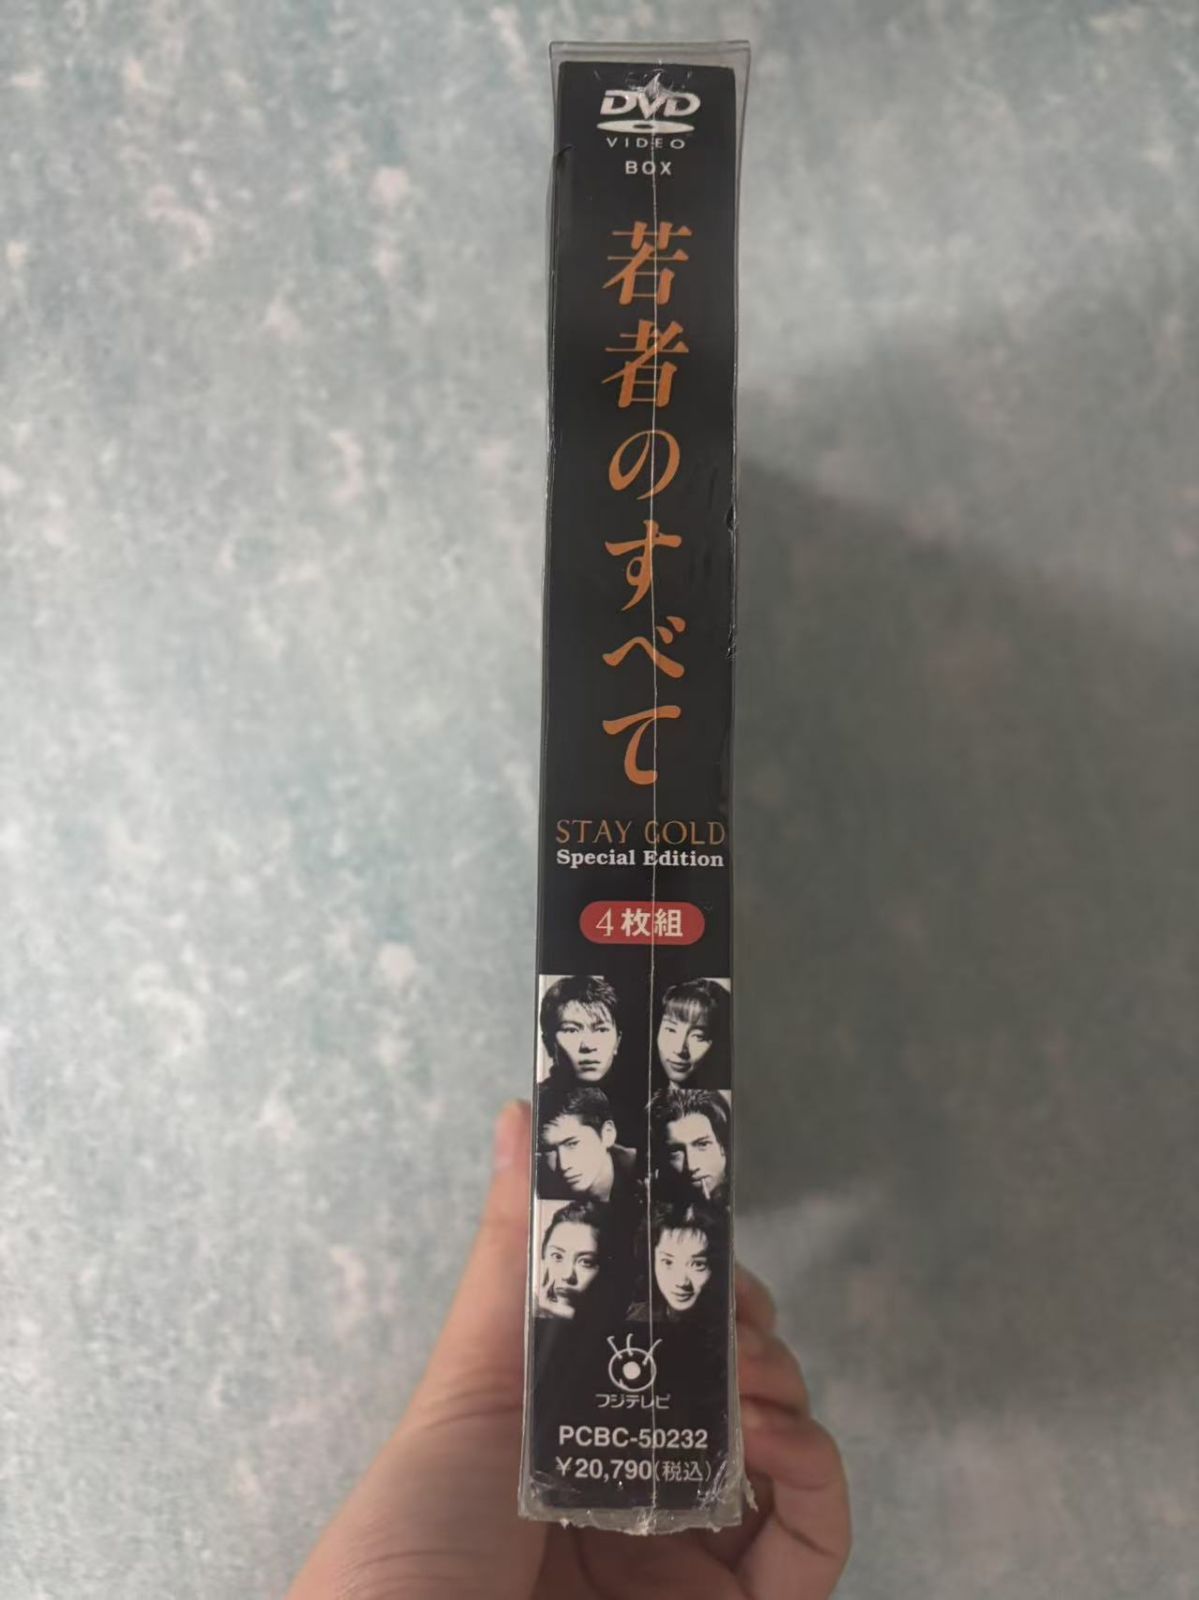 DVD
VIDEO
BOX
若者のすべて
STAY GOLD
Special Edition
4枚組
フジテレビ
PCBC-50232
¥20,790(税込)